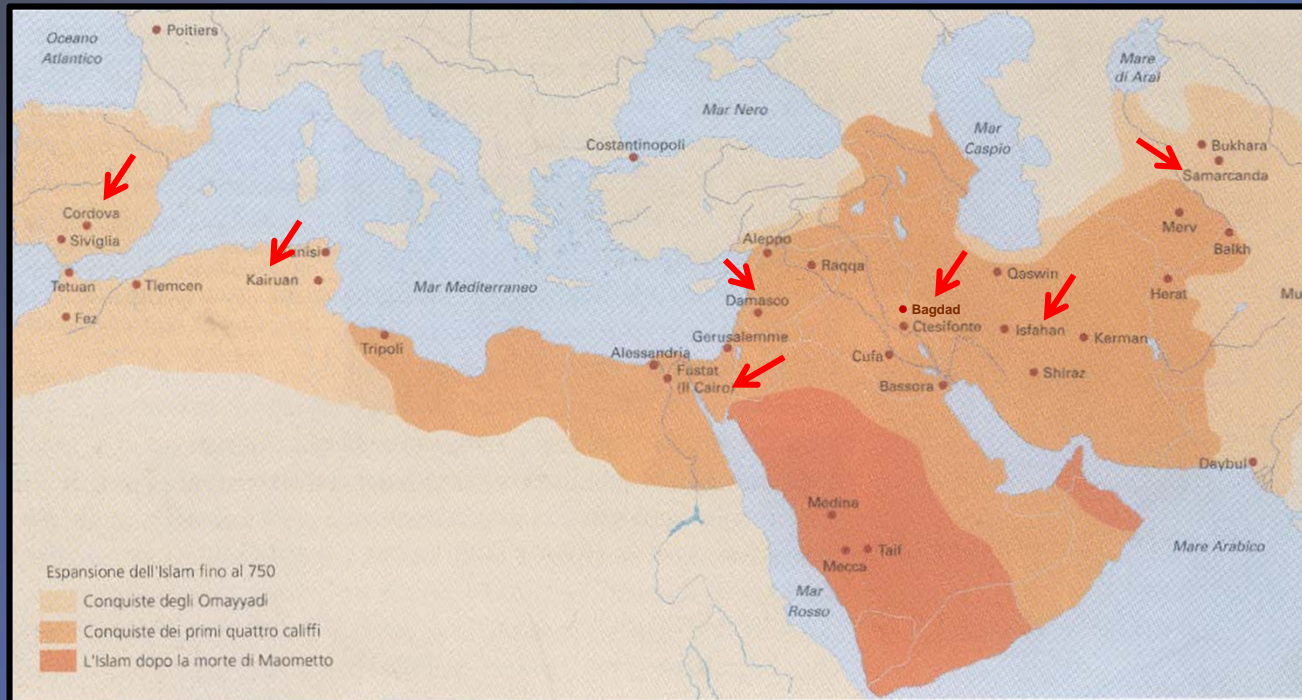 Oceano
Atlantico
Poitiers
Mare
di Aral
Mar Nero
Mar
Caspio
Costantinopoli
Bukhara
Samarcanda
Cordova
Siviglia
Merv
Balkh
Aleppo
Raqqa
Qaswin
Kairuan
Tetuan
Tlemcen
Mar Mediterraneo
Damasco
Herat
Fez
Bagdad
Ctesifonte
Isfahan
Kerman
Tripoli
Gerusalemme
Alessandria
Cufa
Fustat
(Il Cairo)
Shiraz
Bassora
Daybul
Medina
Mecca
Taif
Mare Arabico
Mar
Rosso
Espansione dell'Islam fino al 750
Conquiste degli Omayyadi
Conquiste dei primi quattro califfi
L'Islam dopo la morte di Maometto